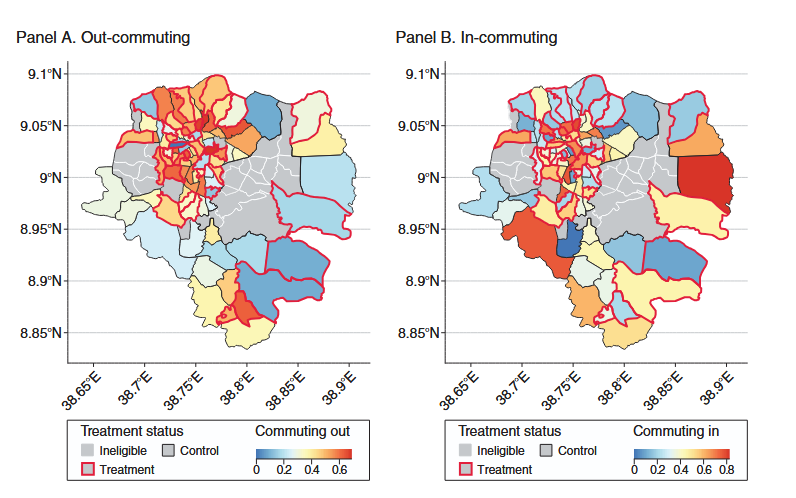 Panel A. Out-commuting
9.1°N
9.05°N
9°N
8.95°N
8.9°N
8.85°N
38.65°E
38.7°E
38.75°E
38.8°E
38.85°E
38.9°E
Treatment status
Ineligible
Control
Treatment
Commuting out
0 0.2 0.4 0.6
Panel B. In-commuting
9.1°N
9.05°N
9°N
8.95°N
8.9°N
8.85°N
38.65°E
38.7°E
38.75°E
38.8°E
38.85°E
38.9°E
Treatment status
Ineligible
Control
Treatment
Commuting in
0 0.2 0.4 0.6 0.8